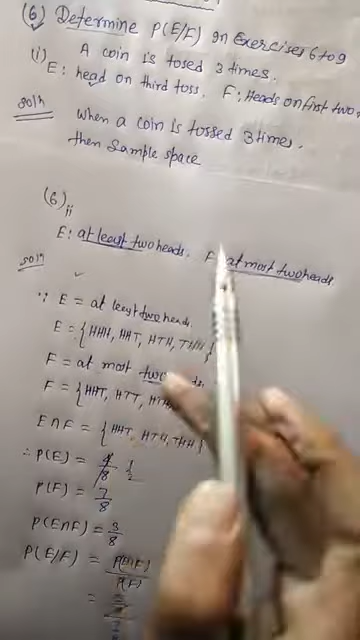 (6) Determine P(E/F) in Exercises 6 to 9
(i) A coin is tosed 3 times.
E: head on third toss. F: Heads on first two
soln When a coin is tossed 3 times.
then Sample space
(6) ii
E: at least two heads. F at most two heads
soln
∵ E = at least two heads.
E = {HHH, HHT, HTH, THH}
F = at most two
F = {HHT, HTT, HTH
E∩F = {HHT, HTH, THH}
∴ P(E) = 4/8 1/2
P(F) = 7/8
P(E∩F) = 3/8
P(E/F) = P(E∩F)/P(F)